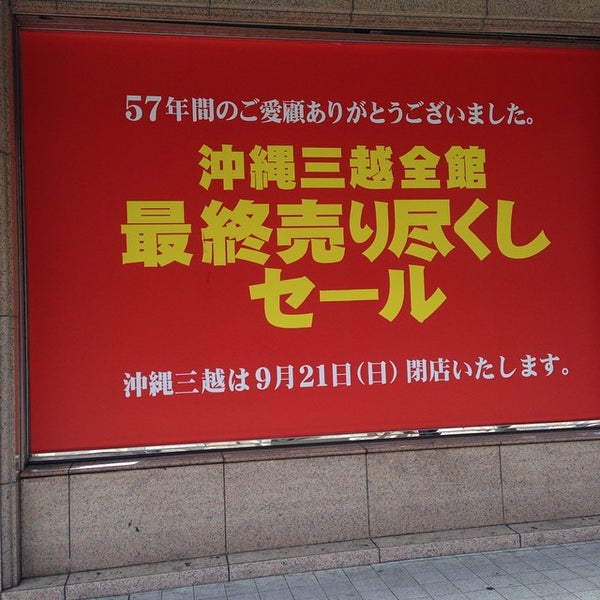 57年間のご愛顧ありがとうございました。
沖縄三越全館
最終売り尽くし
セール
沖縄三越は9月21日(日)閉店いたします。